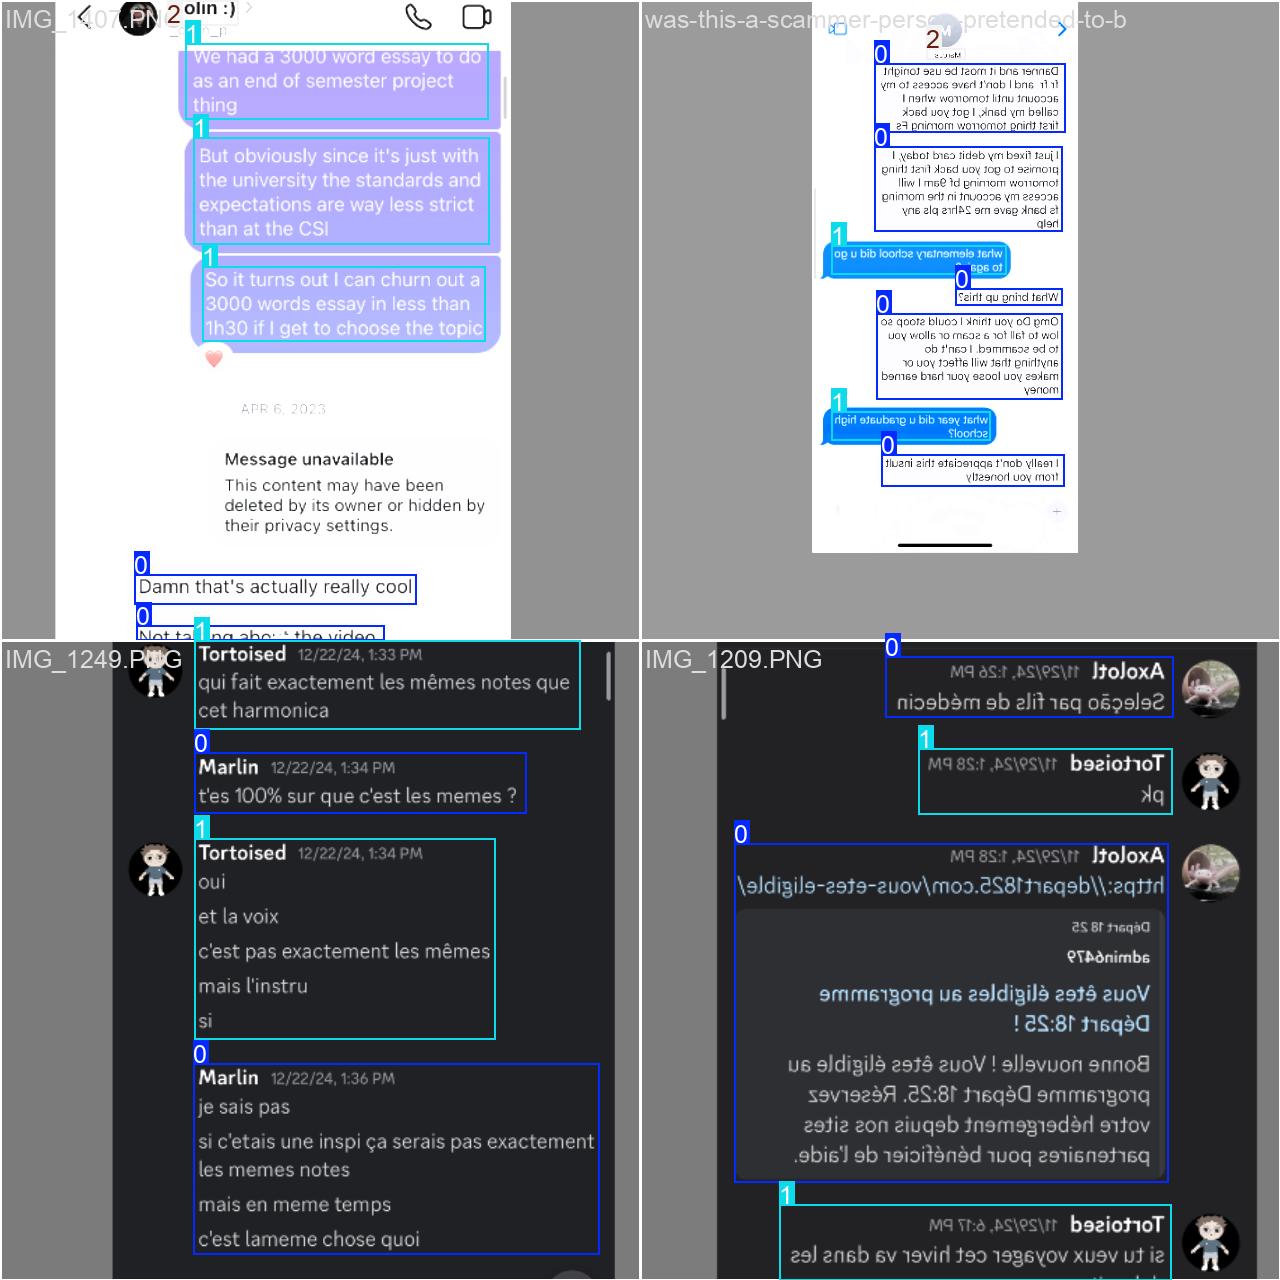 IMG_1407.PNG
2
olin :)
1
We had a 3000 word essay to do
as an end of semester project
thing
1
But obviously since it's just with
the university the standards and
expectations are way less strict
than at the CSI
1
So it turns out I can churn out a
3000 words essay in less than
1h30 if I get to choose the topic
APR 6, 2023
Message unavailable
This content may have been
deleted by its owner or hidden by
their privacy settings.
0
Damn that's actually really cool
0
the video
was-this-a-scammer-person-pretended-to-b
2
Marcus
0
Danner and it most be use tonight
fr fr and I don't have access to my
account until tomorrow when I
called my bank, I got you back
first thing tomorrow morning Fs
0
I just fixed my debit card today, I
promise to got you back first thing
tomorrow morning bf 9am I will
access my account in the morning
fs bank gave me 24hrs pls any
help
1
what elementary school did u go
to
0
What bring up this?
0
Omg Do you think I could stoop so
low to fall for a scam or allow you
to be scammed. I can't do
anything that will affect you or
makes you loose your hard earned
money
1
what year did u graduate high
school?
0
I really don't appreciate this insult
from you honestly
IMG_1249.PNG
1
Tortoised 12/22/24, 1:33 PM
qui fait exactement les mêmes notes que
cet harmonica
0
Marlin 12/22/24, 1:34 PM
t'es 100% sur que c'est les memes ?
1
Tortoised 12/22/24, 1:34 PM
oui
et la voix
c'est pas exactement les mêmes
mais l'instru
si
0
Marlin 12/22/24, 1:36 PM
je sais pas
si c'etais une inspi ça serais pas exactement
les memes notes
mais en meme temps
c'est lameme chose quoi
IMG_1209.PNG
0
Axolotl 11/29/24, 1:26 PM
Seleção par fils de médecin
1
Tortoised 11/29/24, 1:28 PM
pk
0
Axolotl 11/29/24, 1:28 PM
https://depart1825.com/vous-etes-eligible/
Départ 18:25
admin6479
Vous êtes éligibles au programme
Départ 18:25 !
Bonne nouvelle ! Vous êtes éligible au
programme Départ 18:25. Réservez
votre hébergement depuis nos sites
partenaires pour bénéficier de l'aide.
1
Tortoised 11/29/24, 6:17 PM
si tu veux voyager cet hiver va dans les